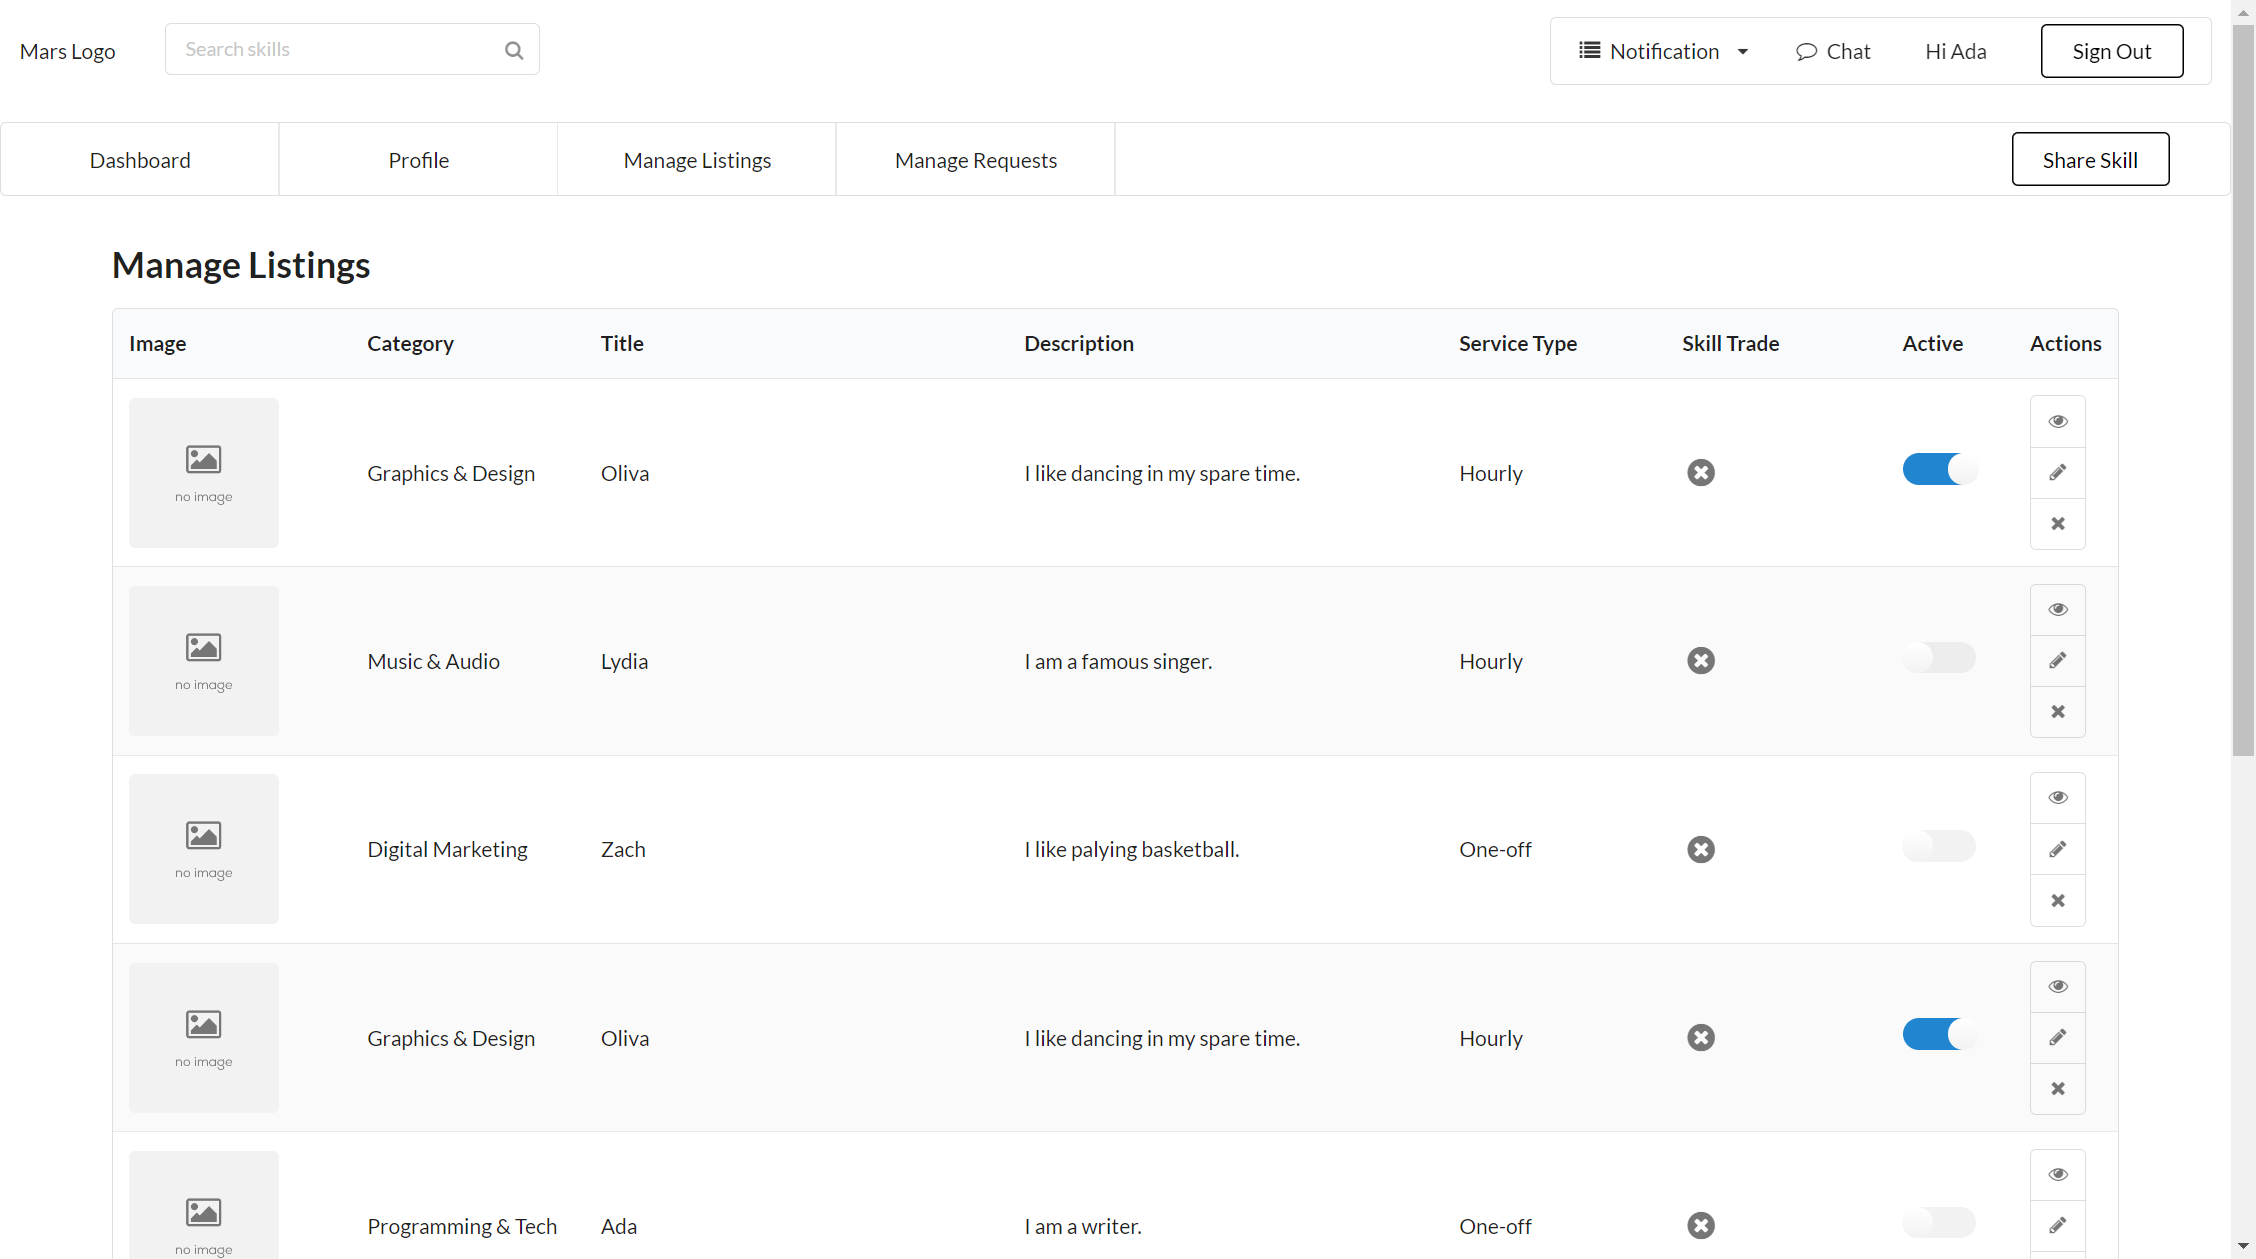 Mars Logo
Search skills
Notification
Chat
Hi Ada
Sign Out
Dashboard
Profile
Manage Listings
Manage Requests
Share Skill
Manage Listings
Image Category Title Description Service Type Skill Trade Active Actions
no image
Graphics & Design Oliva I like dancing in my spare time. Hourly
no image
Music & Audio Lydia I am a famous singer. Hourly
no image
Digital Marketing Zach I like palying basketball. One-off
no image
Graphics & Design Oliva I like dancing in my spare time. Hourly
no image
Programming & Tech Ada I am a writer. One-off